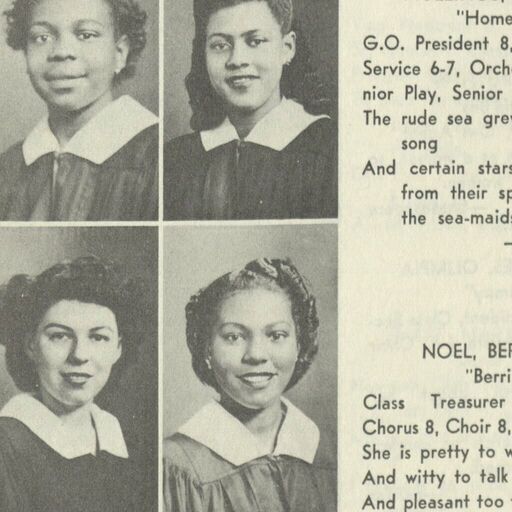 "Home
G.O. President 8,
Service 6-7, Orch
nior Play, Senior
The rude sea grew
song
And certain stars
from their sp
the sea-maids
NOEL, BER
"Berri
Class Treasurer
Chorus 8, Choir 8,
She is pretty to w
And witty to talk
And pleasant too